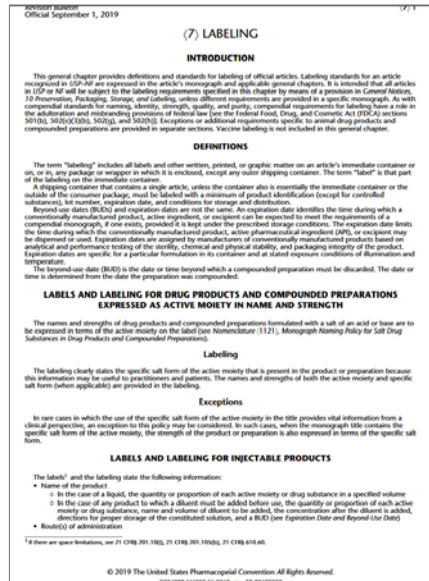 Revision Bulletin
Official September 1, 2019
〈7〉 1
〈7〉 LABELING
INTRODUCTION
This general chapter provides definitions and standards for labeling of official articles. Labeling standards for an article
recognized in USP–NF are expressed in the article's monograph and applicable general chapters. It is intended that all articles
in USP or NF will be subject to the labeling requirements specified in this chapter by means of a provision in General Notices,
10 Preservation, Packaging, Storage, and Labeling, unless different requirements are provided in a specific monograph. As with
compendial standards for naming, identity, strength, quality, and purity, compendial requirements for labeling have a role in
the adulteration and misbranding provisions of federal law [see the Federal Food, Drug, and Cosmetic Act (FDCA) sections
501(b), 502(e)(3)(b), 502(g), and 502(h)]. Exceptions or additional requirements specific to animal drug products and
compounded preparations are provided in separate sections. Vaccine labeling is not included in this general chapter.
DEFINITIONS
The term "labeling" includes all labels and other written, printed, or graphic matter on an article's immediate container or
on, or in, any package or wrapper in which it is enclosed, except any outer shipping container. The term "label" is that part
of the labeling on the immediate container.
A shipping container that contains a single article, unless the container also is essentially the immediate container or the
outside of the consumer package, must be labeled with a minimum of product identification (except for controlled
substances), lot number, expiration date, and conditions for storage and distribution.
Beyond-use dates (BUDs) and expiration dates are not the same. An expiration date identifies the time during which a
conventionally manufactured product, active ingredient, or excipient can be expected to meet the requirements of a
compendial monograph, if one exists, provided it is kept under the prescribed storage conditions. The expiration date limits
the time during which the conventionally manufactured product, active pharmaceutical ingredient (API), or excipient may
be dispensed or used. Expiration dates are assigned by manufacturers of conventionally manufactured products based on
analytical and performance testing of the sterility, chemical and physical stability, and packaging integrity of the product.
Expiration dates are specific for a particular formulation in its container and at stated exposure conditions of illumination and
temperature.
The beyond-use date (BUD) is the date or time beyond which a compounded preparation must be discarded. The date or
time is determined from the date the preparation was compounded.
LABELS AND LABELING FOR DRUG PRODUCTS AND COMPOUNDED PREPARATIONS
EXPRESSED AS ACTIVE MOIETY IN NAME AND STRENGTH
The names and strengths of drug products and compounded preparations formulated with a salt of an acid or base are to
be expressed in terms of the active moiety on the label (see Nomenclature 〈1121〉, Monograph Naming Policy for Salt Drug
Substances in Drug Products and Compounded Preparations).
Labeling
The labeling clearly states the specific salt form of the active moiety that is present in the product or preparation because
this information may be useful to practitioners and patients. The names and strengths of both the active moiety and specific
salt form (when applicable) are provided in the labeling.
Exceptions
In rare cases in which the use of the specific salt form of the active moiety in the title provides vital information from a
clinical perspective, an exception to this policy may be considered. In such cases, when the monograph title contains the
specific salt form of the active moiety, the strength of the product or preparation is also expressed in terms of the specific salt
form.
LABELS AND LABELING FOR INJECTABLE PRODUCTS
The labels¹ and the labeling state the following information:
• Name of the product
○ In the case of a liquid, the quantity or proportion of each active moiety or drug substance in a specified volume
○ In the case of any product to which a diluent must be added before use, the quantity or proportion of each active
moiety or drug substance, name and volume of diluent to be added, the concentration after the diluent is added,
directions for proper storage of the constituted solution, and a BUD (see Expiration Date and Beyond-Use Date)
• Route(s) of administration
¹ If there are space limitations, see 21 CFR§ 201.10(i), 21 CFR§ 201.105(b), 21 CFR§ 610.60.
© 2019 The United States Pharmacopeial Convention All Rights Reserved.